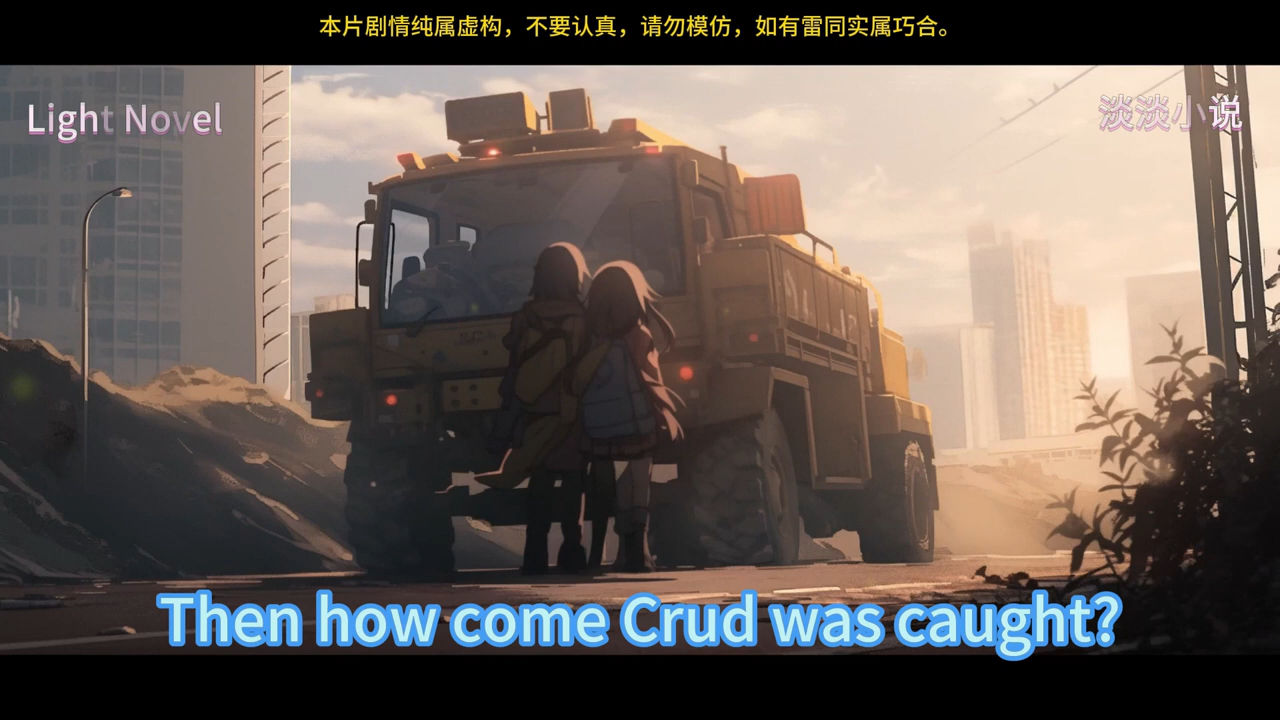 本片剧情纯属虚构，不要认真，请勿模仿，如有雷同实属巧合。
Light Novel
淡淡小说
Then how come Crud was caught?